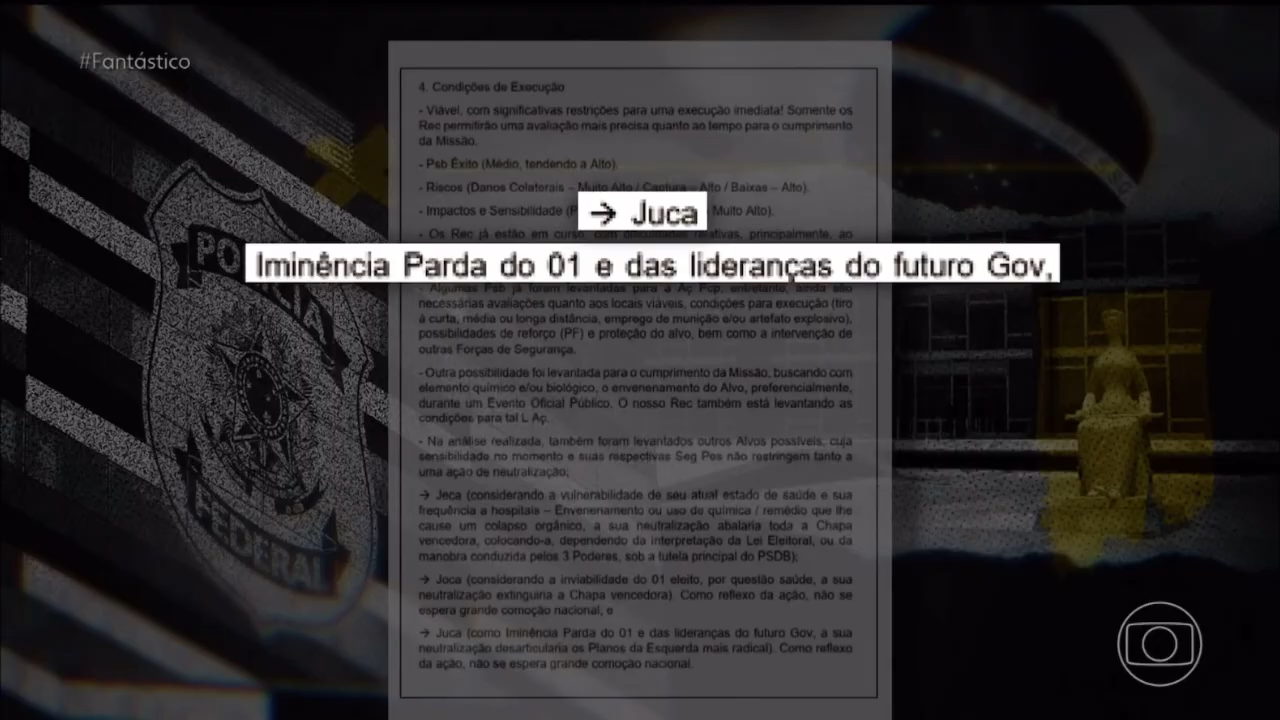 #Fantástico
4. Condições de Execução
- Viável, com significativas restrições para uma execução imediata! Somente os
Rec permitirão uma avaliação mais precisa quanto ao tempo para o cumprimento
da Missão.
- Psb Êxito (Médio, tendendo a Alto).
- Riscos (Danos Colaterais – Muito Alto / Captura – Alto / Baixas – Alto).
→ Juca
- Impactos e Sensibilidade Muito Alto).
- Os Rec já estão em curso, principalmente, ao
Iminência Parda do 01 e das lideranças do futuro Gov,
- Algumas Psb já foram levantadas para a Aç Fcp, entretanto, ainda são
necessárias avaliações quanto aos locais viáveis, condições para execução (tiro
à curta, média ou longa distância, emprego de munição e/ou artefato explosivo),
possibilidades de reforço (PF) e proteção do alvo, bem como a intervenção de
outras Forças de Segurança.
- Outra possibilidade foi levantada para o cumprimento da Missão, buscando com
elemento químico e/ou biológico, o envenenamento do Alvo, preferencialmente,
durante um Evento Oficial Público. O nosso Rec também está levantando as
condições para tal L Aç.
- Na análise realizada, também foram levantados outros Alvos possíveis, cuja
sensibilidade no momento e suas respectivas Seg Pes não restringem tanto a
uma ação de neutralização;
→ Jeca (considerando a vulnerabilidade de seu atual estado de saúde e sua
frequência a hospitais – Envenenamento ou uso de química / remédio que lhe
cause um colapso orgânico, a sua neutralização abalaria toda a Chapa
vencedora, colocando-a, dependendo da interpretação da Lei Eleitoral, ou da
manobra conduzida pelos 3 Poderes, sob a tutela principal do PSDB);
→ Joca (considerando a inviabilidade do 01 eleito, por questão saúde, a sua
neutralização extinguiria a Chapa vencedora). Como reflexo da ação, não se
espera grande comoção nacional, e
→ Juca (como Iminência Parda do 01 e das lideranças do futuro Gov, a sua
neutralização desarticularia os Planos da Esquerda mais radical). Como reflexo
da ação, não se espera grande comoção nacional.
FEDERAL